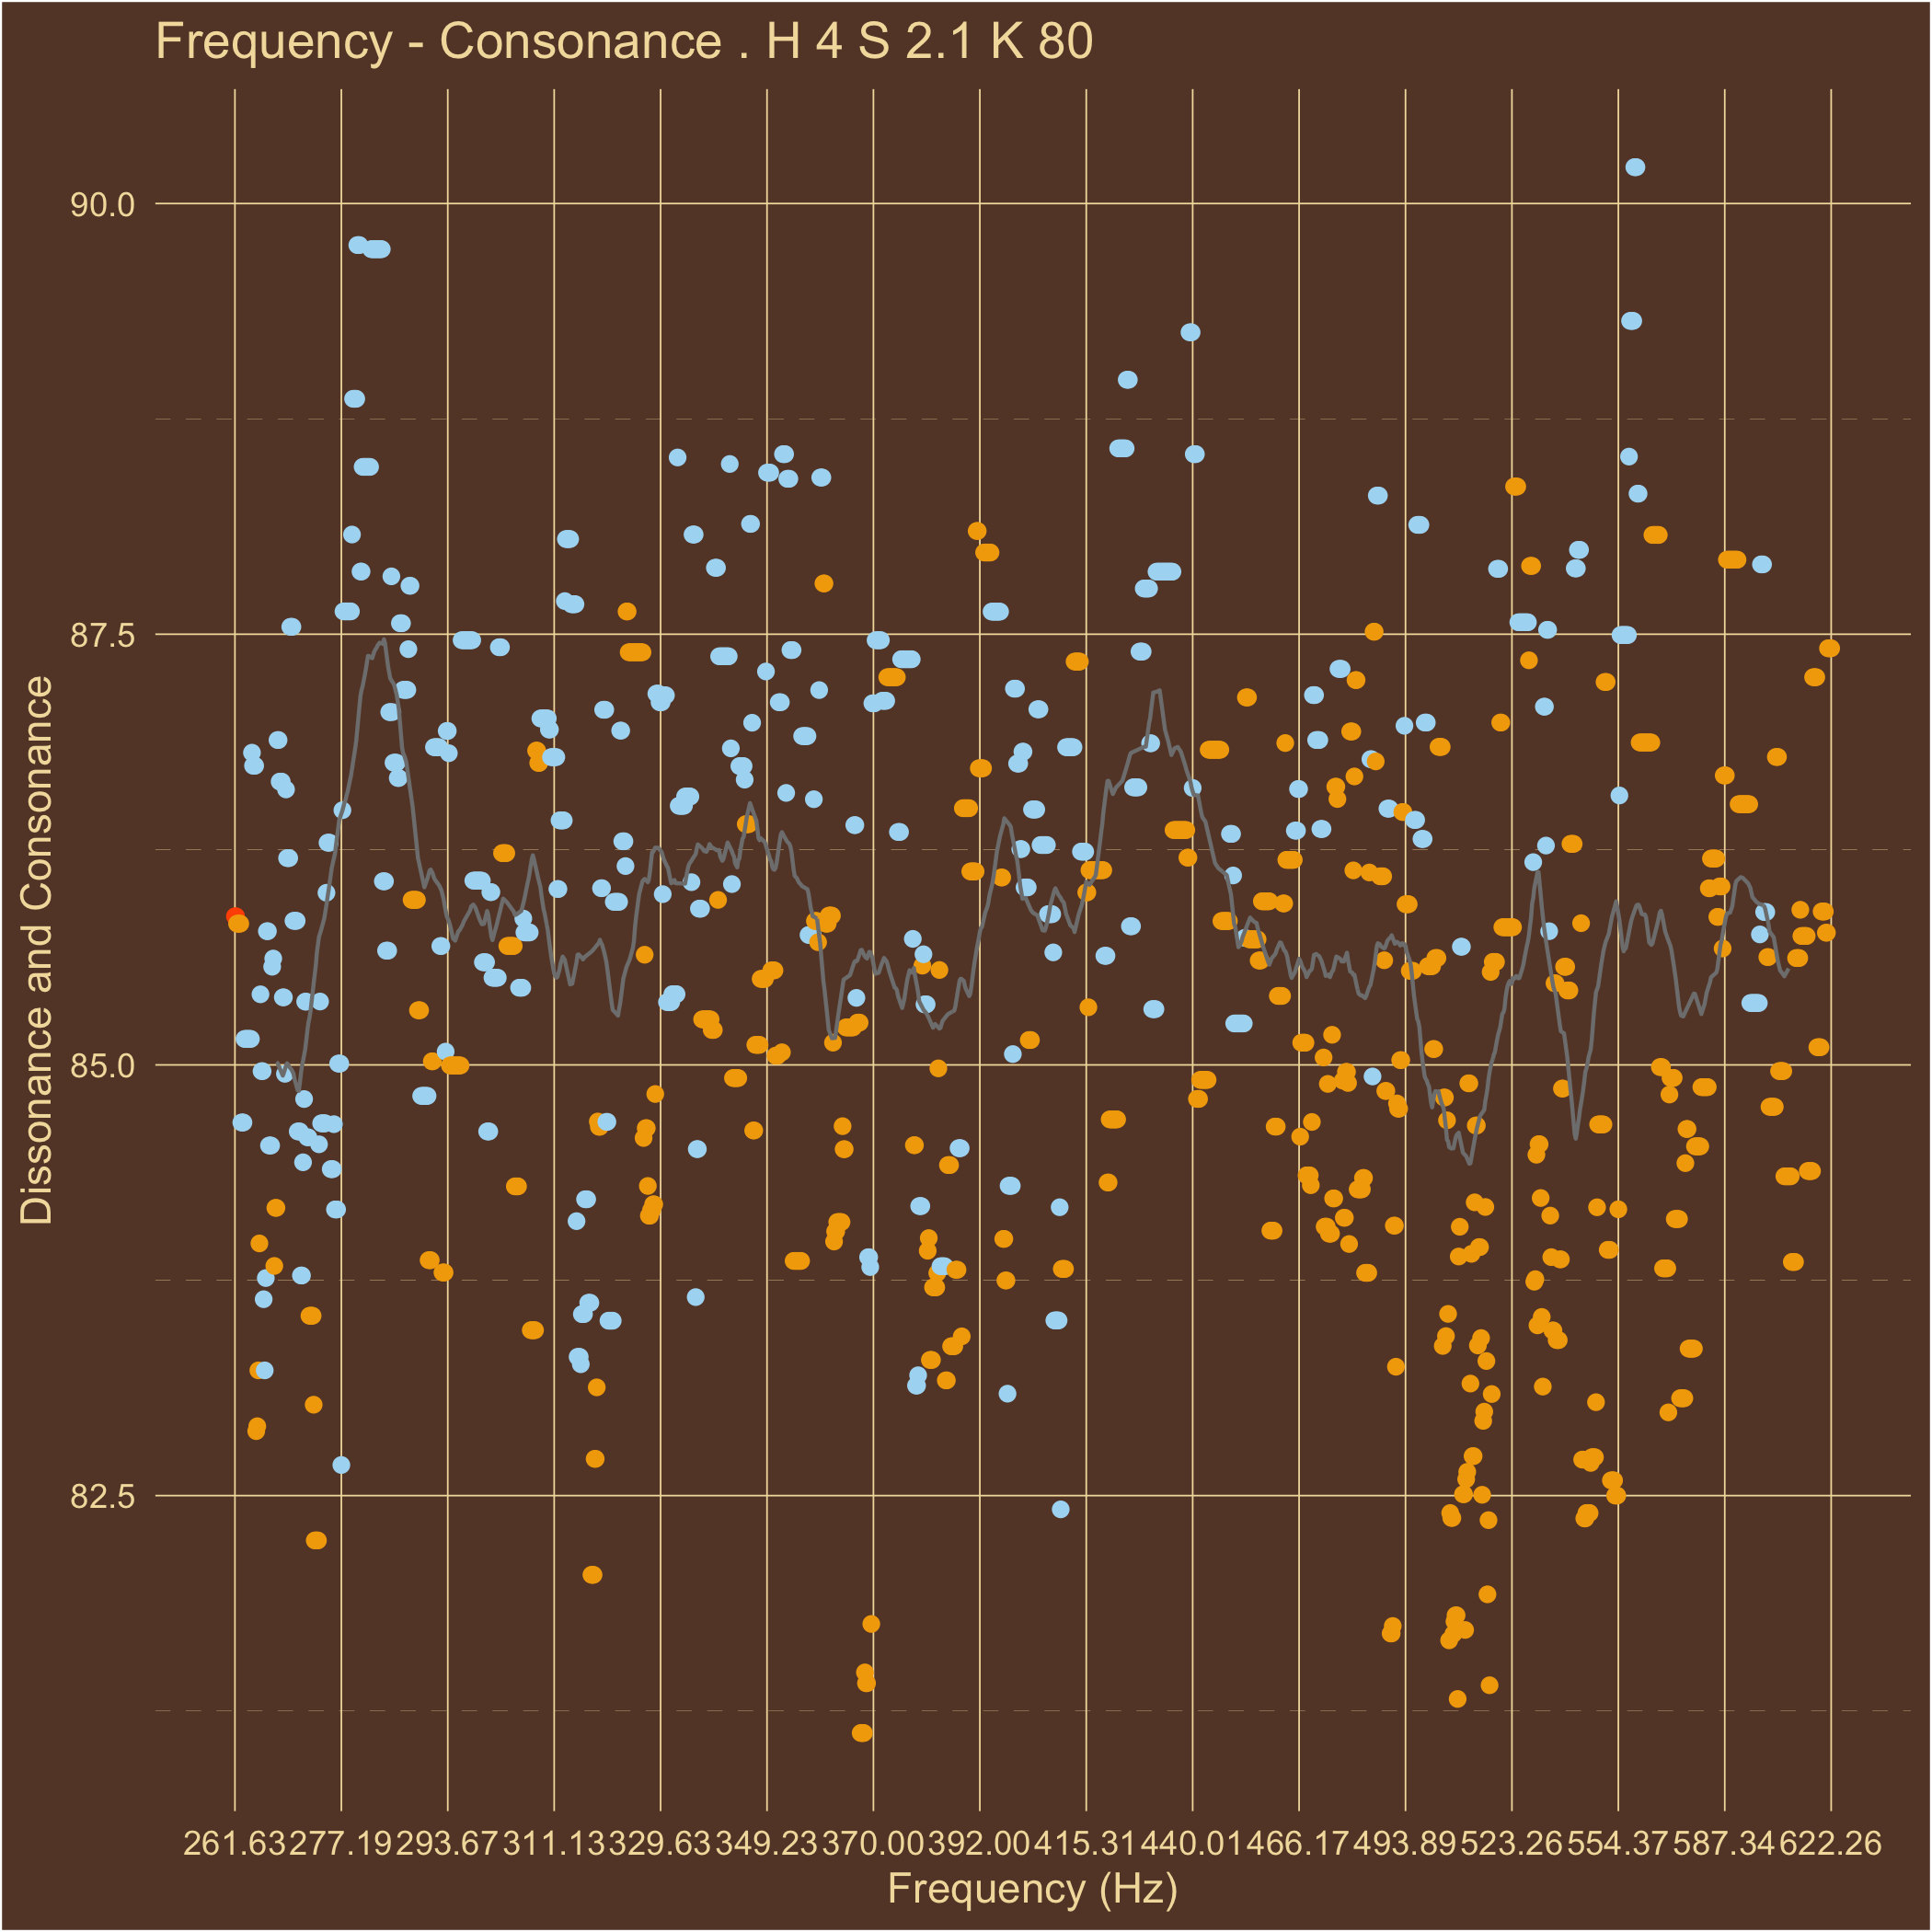 Frequency - Consonance . H 4 S 2.1 K 80
Dissonance and Consonance
90.0
87.5
85.0
82.5
261.63 277.19 293.67 311.13 329.63 349.23 370.00 392.00 415.31 440.01 466.17 493.89 523.26 554.37 587.34 622.26
Frequency (Hz)